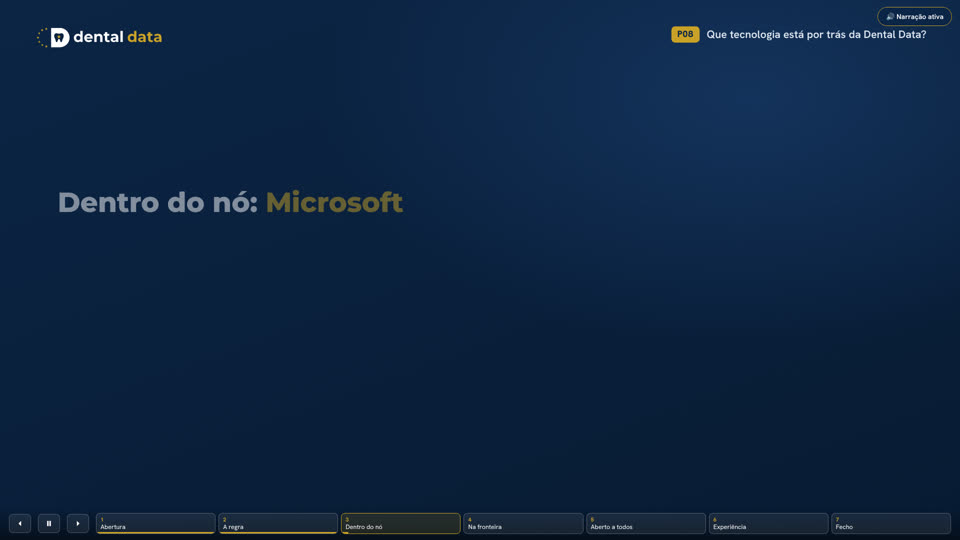 🔊 Narração ativa
dental data
P08 Que tecnologia está por trás da Dental Data?
Dentro do nó: Microsoft
1
Abertura
2
A regra
3
Dentro do nó
4
Na fronteira
5
Aberto a todos
6
Experiência
7
Fecho